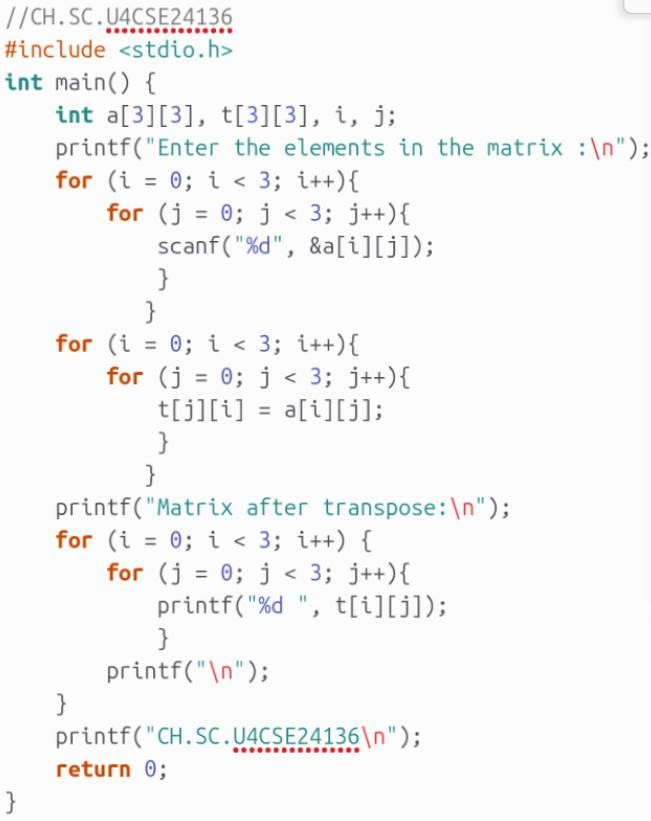 //CH.SC.U4CSE24136
#include <stdio.h>
int main() {
    int a[3][3], t[3][3], i, j;
    printf("Enter the elements in the matrix :\n");
    for (i = 0; i < 3; i++){
        for (j = 0; j < 3; j++){
            scanf("%d", &a[i][j]);
            }
           }
    for (i = 0; i < 3; i++){
        for (j = 0; j < 3; j++){
            t[j][i] = a[i][j];
            }
           }
    printf("Matrix after transpose:\n");
    for (i = 0; i < 3; i++) {
        for (j = 0; j < 3; j++){
            printf("%d ", t[i][j]);
            }
        printf("\n");
    }
    printf("CH.SC.U4CSE24136\n");
    return 0;
}